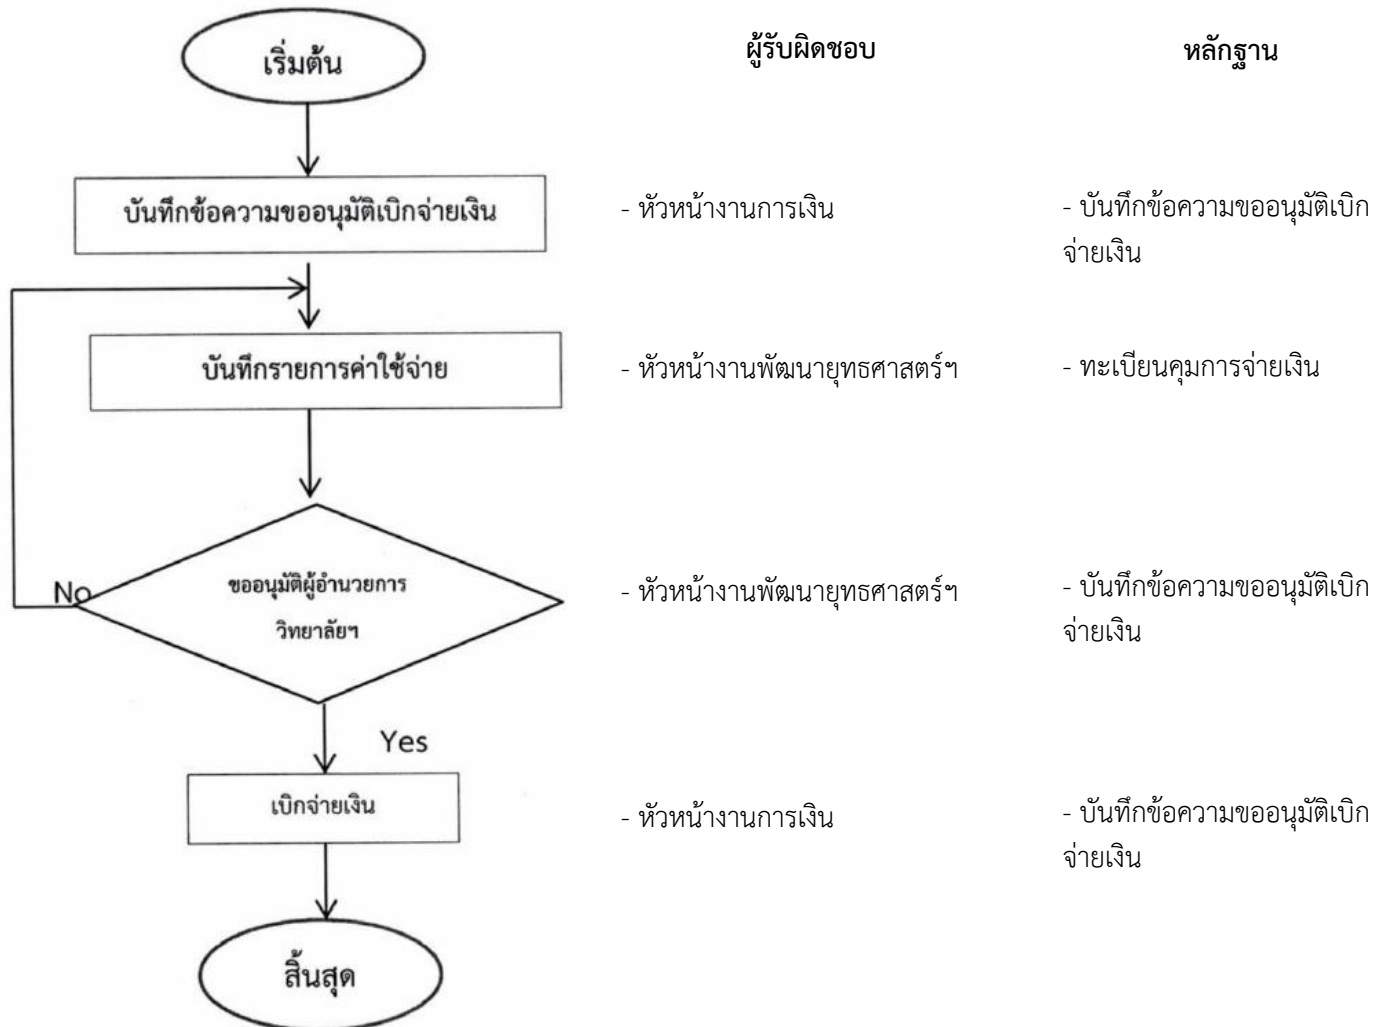 เริ่มต้น
ผู้รับผิดชอบ
หลักฐาน
บันทึกข้อความขออนุมัติเบิกจ่ายเงิน
- หัวหน้างานการเงิน
- บันทึกข้อความขออนุมัติเบิก
จ่ายเงิน
บันทึกรายการค่าใช้จ่าย
- หัวหน้างานพัฒนายุทธศาสตร์ฯ
- ทะเบียนคุมการจ่ายเงิน
No
ขออนุมัติผู้อำนวยการ
วิทยาลัยฯ
- หัวหน้างานพัฒนายุทธศาสตร์ฯ
- บันทึกข้อความขออนุมัติเบิก
จ่ายเงิน
Yes
เบิกจ่ายเงิน
- หัวหน้างานการเงิน
- บันทึกข้อความขออนุมัติเบิก
จ่ายเงิน
สิ้นสุด